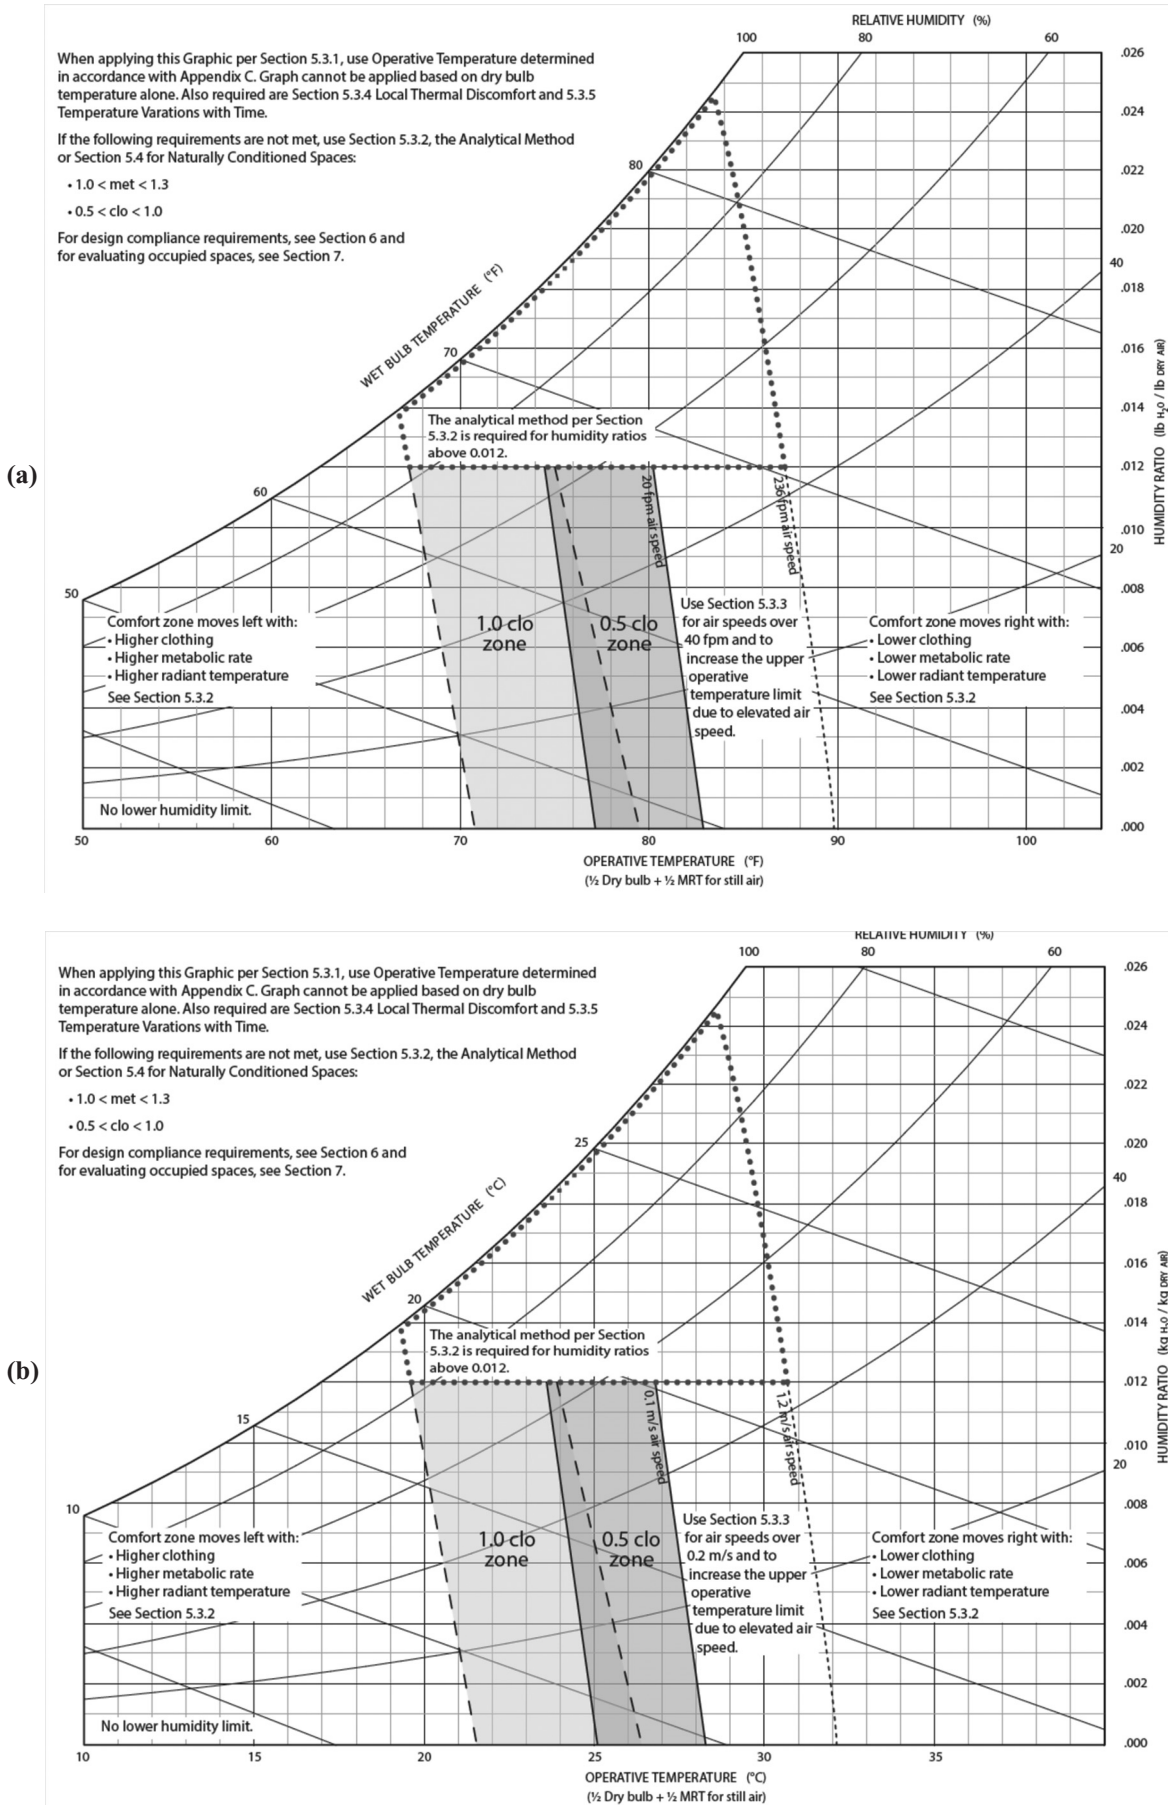 RELATIVE HUMIDITY (%)
100 80 60
When applying this Graphic per Section 5.3.1, use Operative Temperature determined
in accordance with Appendix C. Graph cannot be applied based on dry bulb
temperature alone. Also required are Section 5.3.4 Local Thermal Discomfort and 5.3.5
Temperature Varations with Time.
If the following requirements are not met, use Section 5.3.2, the Analytical Method
or Section 5.4 for Naturally Conditioned Spaces:
• 1.0 < met < 1.3
• 0.5 < clo < 1.0
For design compliance requirements, see Section 6 and
for evaluating occupied spaces, see Section 7.
WET BULB TEMPERATURE (°F)
80
70
60
50
.026
.024
.022
.020
40
.018
.016
.014
.012
.010
20
.008
.006
.004
.002
.000
HUMIDITY RATIO (lb H₂O / lb DRY AIR)
(a)
The analytical method per Section
5.3.2 is required for humidity ratios
above 0.012.
20 fpm air speed
236 fpm air speed
1.0 clo
zone
0.5 clo
zone
Comfort zone moves left with:
• Higher clothing
• Higher metabolic rate
• Higher radiant temperature
See Section 5.3.2
Use Section 5.3.3
for air speeds over
40 fpm and to
increase the upper
operative
temperature limit
due to elevated air
speed.
Comfort zone moves right with:
• Lower clothing
• Lower metabolic rate
• Lower radiant temperature
See Section 5.3.2
No lower humidity limit.
50 60 70 80 90 100
OPERATIVE TEMPERATURE (°F)
(½ Dry bulb + ½ MRT for still air)
RELATIVE HUMIDITY (%)
100 80 60
When applying this Graphic per Section 5.3.1, use Operative Temperature determined
in accordance with Appendix C. Graph cannot be applied based on dry bulb
temperature alone. Also required are Section 5.3.4 Local Thermal Discomfort and 5.3.5
Temperature Varations with Time.
If the following requirements are not met, use Section 5.3.2, the Analytical Method
or Section 5.4 for Naturally Conditioned Spaces:
• 1.0 < met < 1.3
• 0.5 < clo < 1.0
For design compliance requirements, see Section 6 and
for evaluating occupied spaces, see Section 7.
WET BULB TEMPERATURE (°C)
25
20
15
10
.026
.024
.022
.020
40
.018
.016
.014
.012
.010
20
.008
.006
.004
.002
.000
HUMIDITY RATIO (kg H₂O / kg DRY AIR)
(b)
The analytical method per Section
5.3.2 is required for humidity ratios
above 0.012.
0.1 m/s air speed
1.2 m/s air speed
1.0 clo
zone
0.5 clo
zone
Comfort zone moves left with:
• Higher clothing
• Higher metabolic rate
• Higher radiant temperature
See Section 5.3.2
Use Section 5.3.3
for air speeds over
0.2 m/s and to
increase the upper
operative
temperature limit
due to elevated air
speed.
Comfort zone moves right with:
• Lower clothing
• Lower metabolic rate
• Lower radiant temperature
See Section 5.3.2
No lower humidity limit.
10 15 20 25 30 35
OPERATIVE TEMPERATURE (°C)
(½ Dry bulb + ½ MRT for still air)